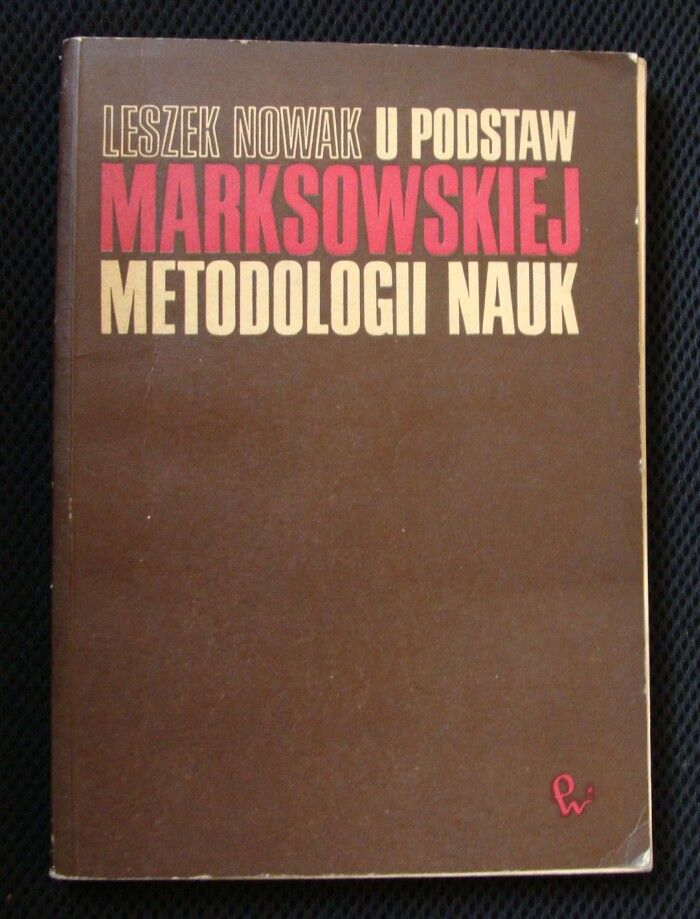 LESZEK NOWAK U PODSTAW
MARKSOWSKIEJ
METODOLOGII NAUK